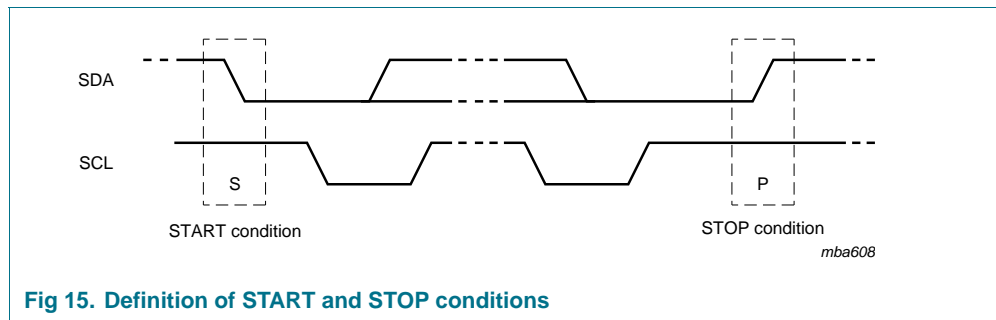 SDA
SCL
S
P
START condition
STOP condition
mba608
Fig 15. Definition of START and STOP conditions